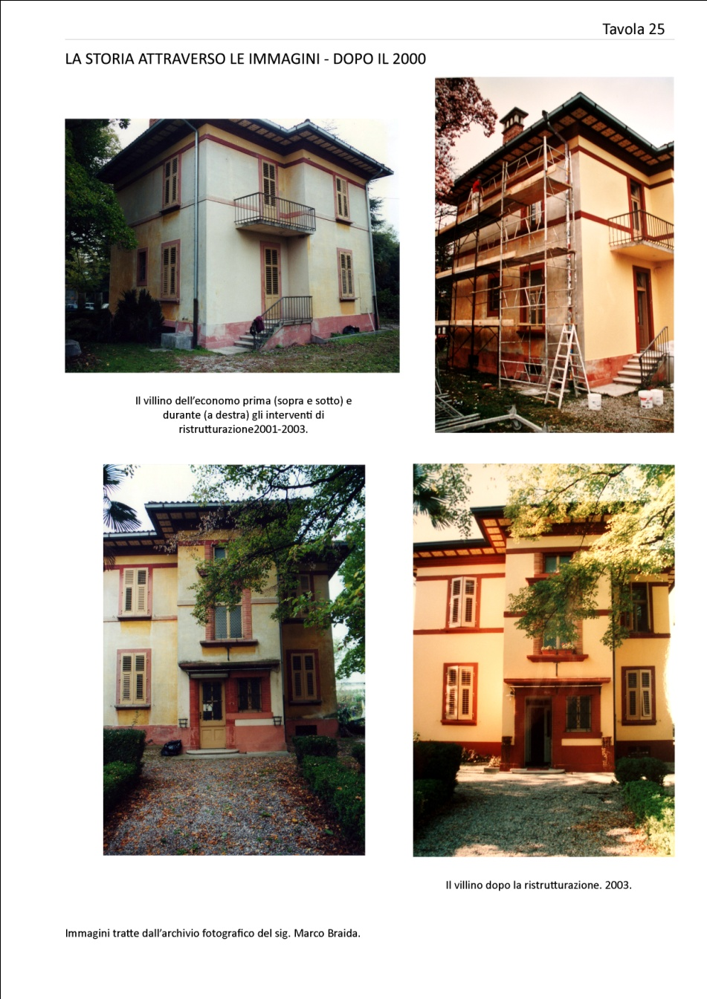 Tavola 25
LA STORIA ATTRAVERSO LE IMMAGINI - DOPO IL 2000
Il villino dell'economo prima (sopra e sotto) e
durante (a destra) gli interventi di
ristrutturazione2001-2003.
Il villino dopo la ristrutturazione. 2003.
Immagini tratte dall'archivio fotografico del sig. Marco Braida.